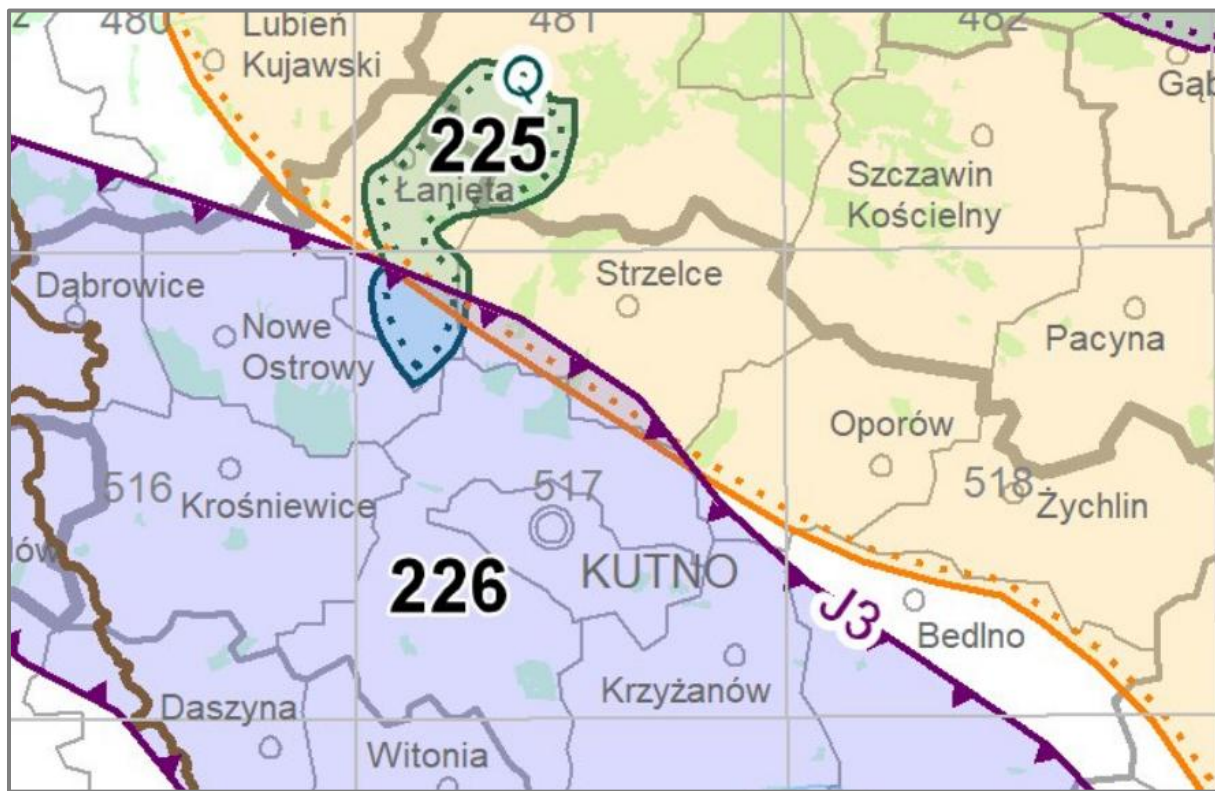 480
481
482
Lubień
Kujawski
Q
Gąb
225
Łanięta
Szczawin
Kościelny
Dąbrowice
Strzelce
Nowe
Ostrowy
Pacyna
Oporów
516
517
518
Krośniewice
Żychlin
226
KUTNO
J3
Bedlno
Krzyżanów
Daszyna
Witonia